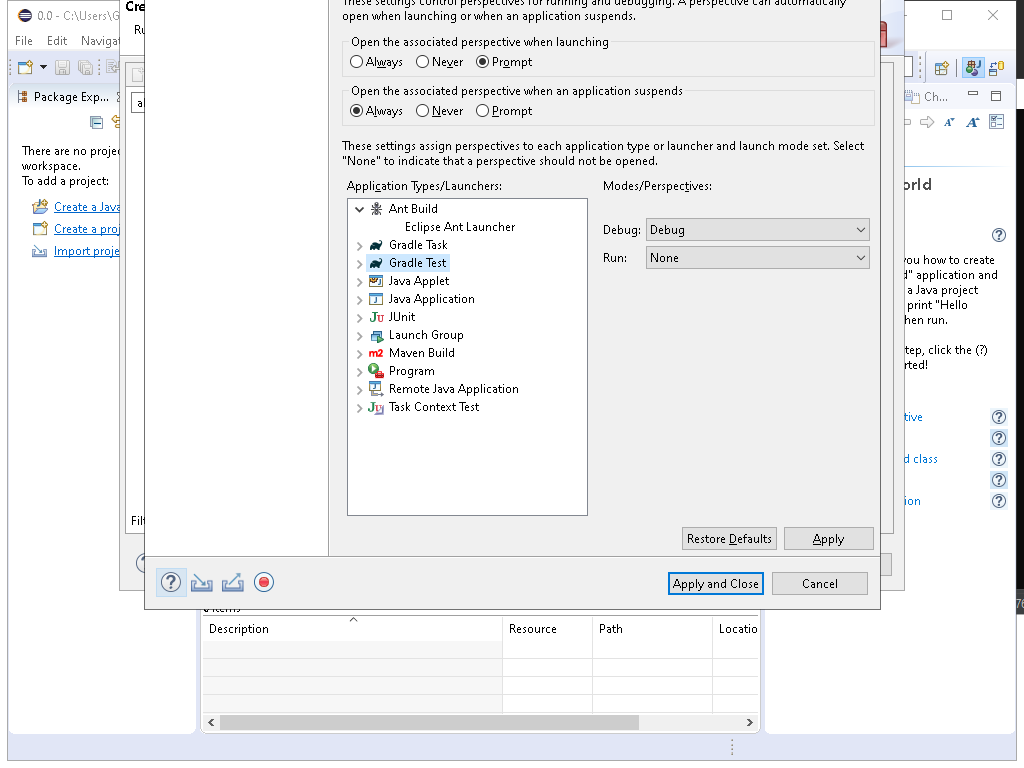 0.0 - C:\Users\G
Cre
These settings control perspectives for running and debugging. A perspective can automatically
open when launching or when an application suspends.
File Edit Navigat
Ru
Open the associated perspective when launching
Always Never Prompt
Open the associated perspective when an application suspends
Always Never Prompt
Package Exp...
Ch...
These settings assign perspectives to each application type or launcher and launch mode set. Select
"None" to indicate that a perspective should not be opened.
There are no proje
workspace.
To add a project:
Create a Java
Create a proj
Import proje
Application Types/Launchers:
Ant Build
Eclipse Ant Launcher
Gradle Task
Gradle Test
Java Applet
Java Application
JUnit
Launch Group
Maven Build
Program
Remote Java Application
Task Context Test
Modes/Perspectives:
Debug: Debug
Run: None
orld
you how to create
d" application and
a Java project
print "Hello
hen run.
tep, click the (?)
rted!
tive
d class
ion
Filt
Restore Defaults Apply
Apply and Close Cancel
0 items
Description Resource Path Locatio